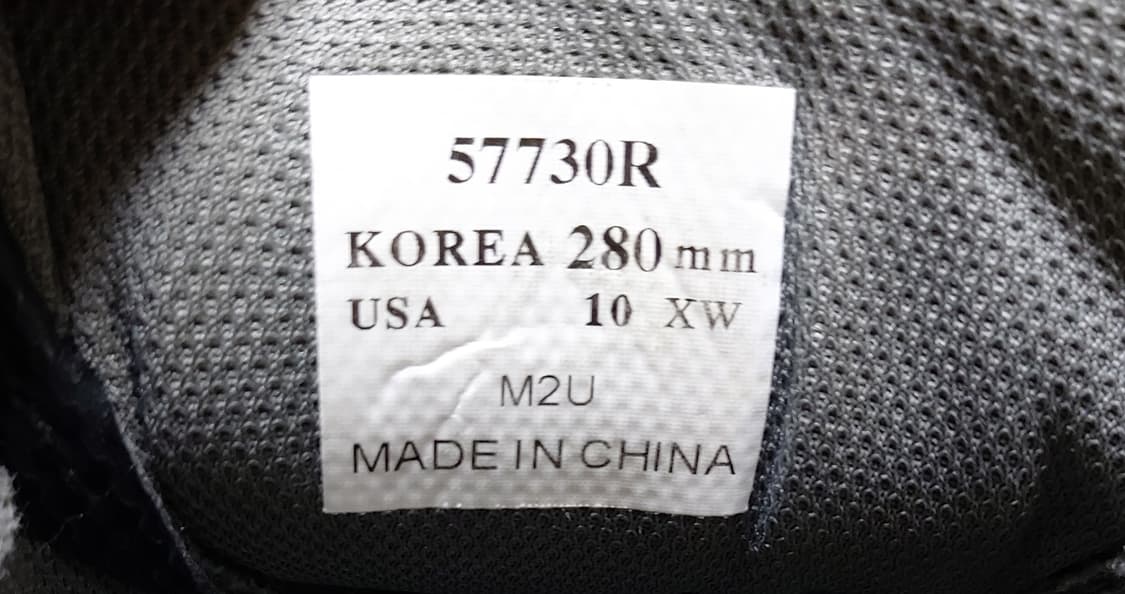 57730R
KOREA 280 mm
USA 10 XW
M2U
MADE IN CHINA